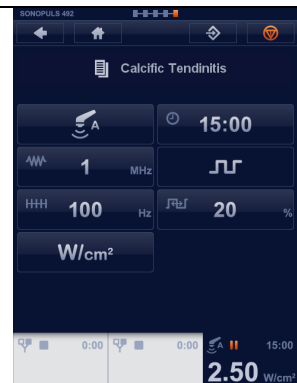 SONOPULS 492
Calcific Tendinitis
A 15:00
1 MHz
100 Hz 20 %
W/cm²
0:00 0:00 A 15:00
2.50 W/cm²